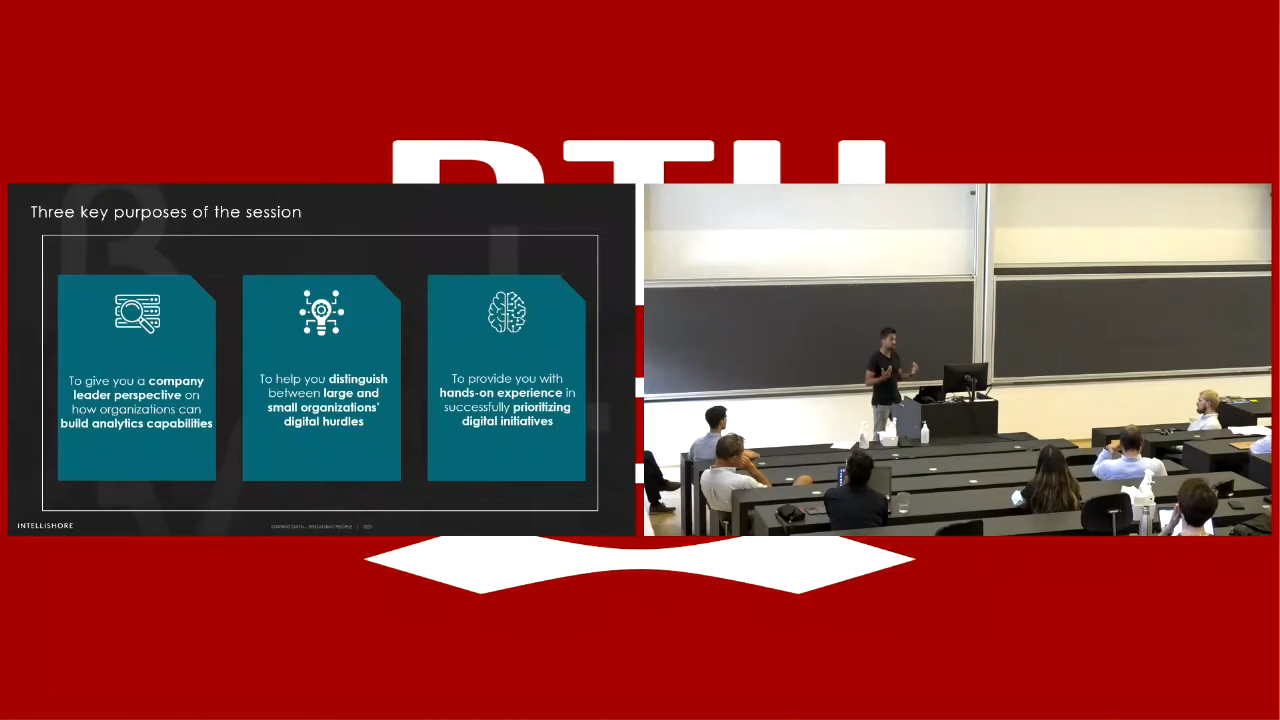 DTU
Three key purposes of the session
To give you a company
leader perspective on
how organizations can
build analytics capabilities
To help you distinguish
between large and
small organizations'
digital hurdles
To provide you with
hands-on experience in
successfully prioritizing
digital initiatives
INTELLISHORE